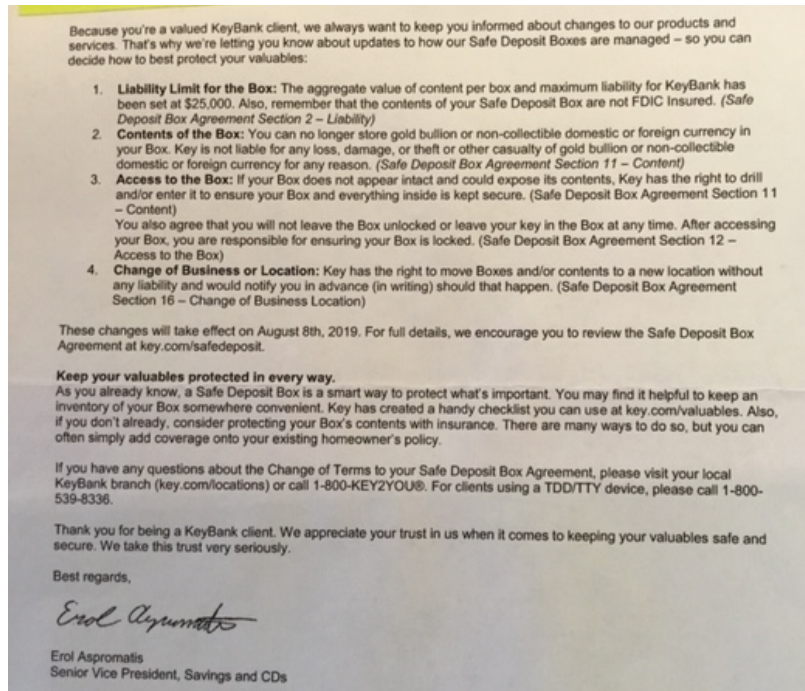 Because you're a valued KeyBank client, we always want to keep you informed about changes to our products and
services. That's why we're letting you know about updates to how our Safe Deposit Boxes are managed – so you can
decide how to best protect your valuables:
1. Liability Limit for the Box: The aggregate value of content per box and maximum liability for KeyBank has
been set at $25,000. Also, remember that the contents of your Safe Deposit Box are not FDIC Insured. (Safe
Deposit Box Agreement Section 2 – Liability)
2. Contents of the Box: You can no longer store gold bullion or non-collectible domestic or foreign currency in
your Box. Key is not liable for any loss, damage, or theft or other casualty of gold bullion or non-collectible
domestic or foreign currency for any reason. (Safe Deposit Box Agreement Section 11 – Content)
3. Access to the Box: If your Box does not appear intact and could expose its contents, Key has the right to drill
and/or enter it to ensure your Box and everything inside is kept secure. (Safe Deposit Box Agreement Section 11
– Content)
You also agree that you will not leave the Box unlocked or leave your key in the Box at any time. After accessing
your Box, you are responsible for ensuring your Box is locked. (Safe Deposit Box Agreement Section 12 –
Access to the Box)
4. Change of Business or Location: Key has the right to move Boxes and/or contents to a new location without
any liability and would notify you in advance (in writing) should that happen. (Safe Deposit Box Agreement
Section 16 – Change of Business Location)
These changes will take effect on August 8th, 2019. For full details, we encourage you to review the Safe Deposit Box
Agreement at key.com/safedeposit.
Keep your valuables protected in every way.
As you already know, a Safe Deposit Box is a smart way to protect what's important. You may find it helpful to keep an
inventory of your Box somewhere convenient. Key has created a handy checklist you can use at key.com/valuables. Also,
if you don't already, consider protecting your Box's contents with insurance. There are many ways to do so, but you can
often simply add coverage onto your existing homeowner's policy.
If you have any questions about the Change of Terms to your Safe Deposit Box Agreement, please visit your local
KeyBank branch (key.com/locations) or call 1-800-KEY2YOU®. For clients using a TDD/TTY device, please call 1-800-
539-8336.
Thank you for being a KeyBank client. We appreciate your trust in us when it comes to keeping your valuables safe and
secure. We take this trust very seriously.
Best regards,
Erol Aspromatis
Erol Aspromatis
Senior Vice President, Savings and CDs